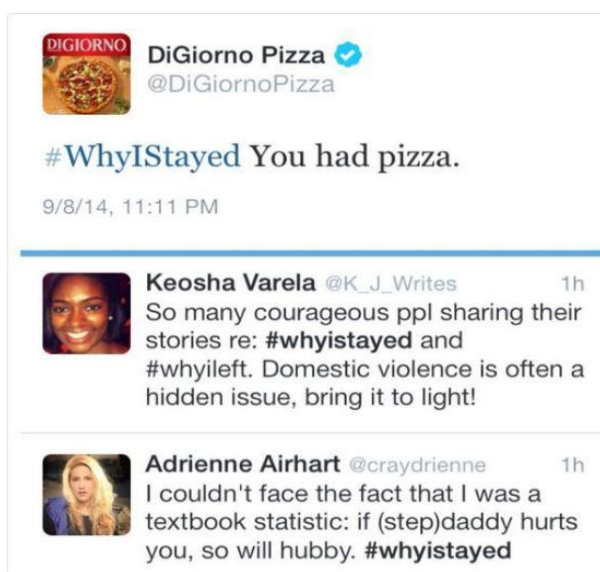 DIGIORNO
DiGiorno Pizza
@DiGiornoPizza
#WhyIStayed You had pizza.
9/8/14, 11:11 PM
Keosha Varela @K_J_Writes 1h
So many courageous ppl sharing their
stories re: #whyistayed and
#whyileft. Domestic violence is often a
hidden issue, bring it to light!
Adrienne Airhart @craydrienne 1h
I couldn't face the fact that I was a
textbook statistic: if (step)daddy hurts
you, so will hubby. #whyistayed